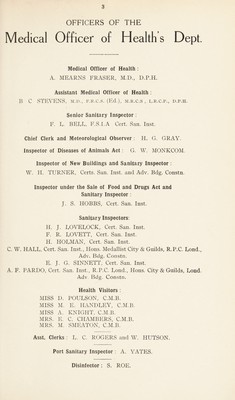 3
OFFICERS OF THE
Medical Officer of Health's Dept.
Medical Officer of Health :
A. MEARNS FRASER, M.D., D.P.H.
Assistant Medical Officer of Health :
B. C STEVENS, M.D., F.R.C.S. (Ed.), M.R.C.S., L.R.C.P., D.P.H.
Senior Sanitary Inspector :
F. L. BELL, F.S.I.A Cert. San. Inst.
Chief Clerk and Meteorological Observer : H. G. GRAY.
Inspector of Diseases of Animals Act : G. W. MONKCOM.
Inspector of New Buildings and Sanitary Inspector :
W. H. TURNER, Certs. San. Inst. and Adv. Bdg. Constn.
Inspector under the Sale of Food and Drugs Act and
Sanitary Inspector :
J. S. HOBBS, Cert. San. Inst.
Sanitary Inspectors:
H. J. LOVELOCK, Cert. San. Inst.
F. R. LOVETT, Cert. San. Inst.
H. HOLMAN, Cert. San. Inst.
C. W. HALL, Cert. San. Inst., Hons. Medallist City & Guilds, R.P.C. Lond.,
Adv. Bdg. Constn.
E. J. G. SINNETT, Cert. San. Inst.
A. F. PARDO, Cert. San. Inst., R.P.C. Lond., Hons. City & Guilds, Lond.
Adv. Bdg. Constn.
Health Visitors :
MISS D. POULSON, C.M.B.
MISS M. E. HANDLEY, C.M.B.
MISS A. KNIGHT, C.M.B.
MRS. E. C. CHAMBERS, C.M.B.
MRS. M. SMEATON, C.M.B.
Asst. Clerks : L. C. ROGERS and W. HUTSON.
Port Sanitary Inspector : A. YATES.
Disinfector : S. ROE.